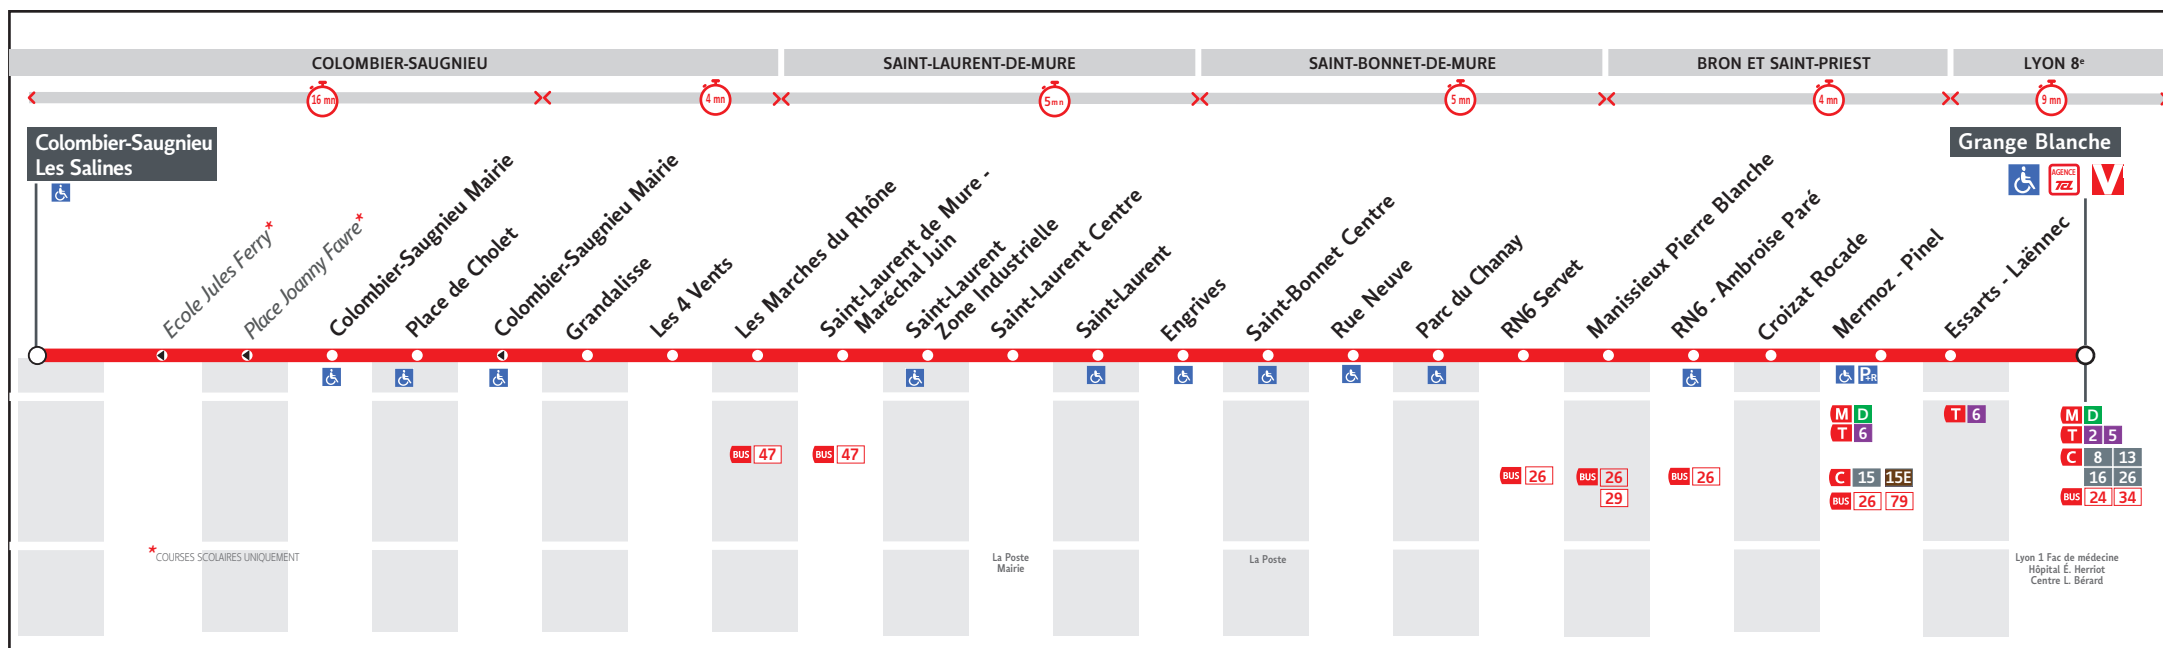 COLOMBIER-SAUGNIEU
SAINT-LAURENT-DE-MURE
SAINT-BONNET-DE-MURE
BRON ET SAINT-PRIEST
LYON 8e
16 mn
4 mn
5 mn
5 mn
4 mn
9 mn
Colombier-Saugnieu
Les Salines
Grange Blanche
AGENCE
TCL
V
Ecole Jules Ferry*
Place Joanny Favre*
Colombier-Saugnieu Mairie
Place de Cholet
Colombier-Saugnieu Mairie
Grandalisse
Les 4 Vents
Les Marches du Rhône
Saint-Laurent de Mure -
Maréchal Juin
Saint-Laurent
Zone Industrielle
Saint-Laurent Centre
Saint-Laurent
Engrives
Saint-Bonnet Centre
Rue Neuve
Parc du Chanay
RN6 Servet
Manissieux Pierre Blanche
RN6 - Ambroise Paré
Croizat Rocade
Mermoz - Pinel
Essarts - Laënnec
P+R
BUS 47
BUS 47
BUS 26
BUS 26
29
BUS 26
M D
T 6
C 15 15E
BUS 26 79
T 6
M D
T 2 5
C 8 13
16 26
BUS 24 34
*COURSES SCOLAIRES UNIQUEMENT
La Poste
Mairie
La Poste
Lyon 1 Fac de médecine
Hôpital É. Herriot
Centre L. Bérard